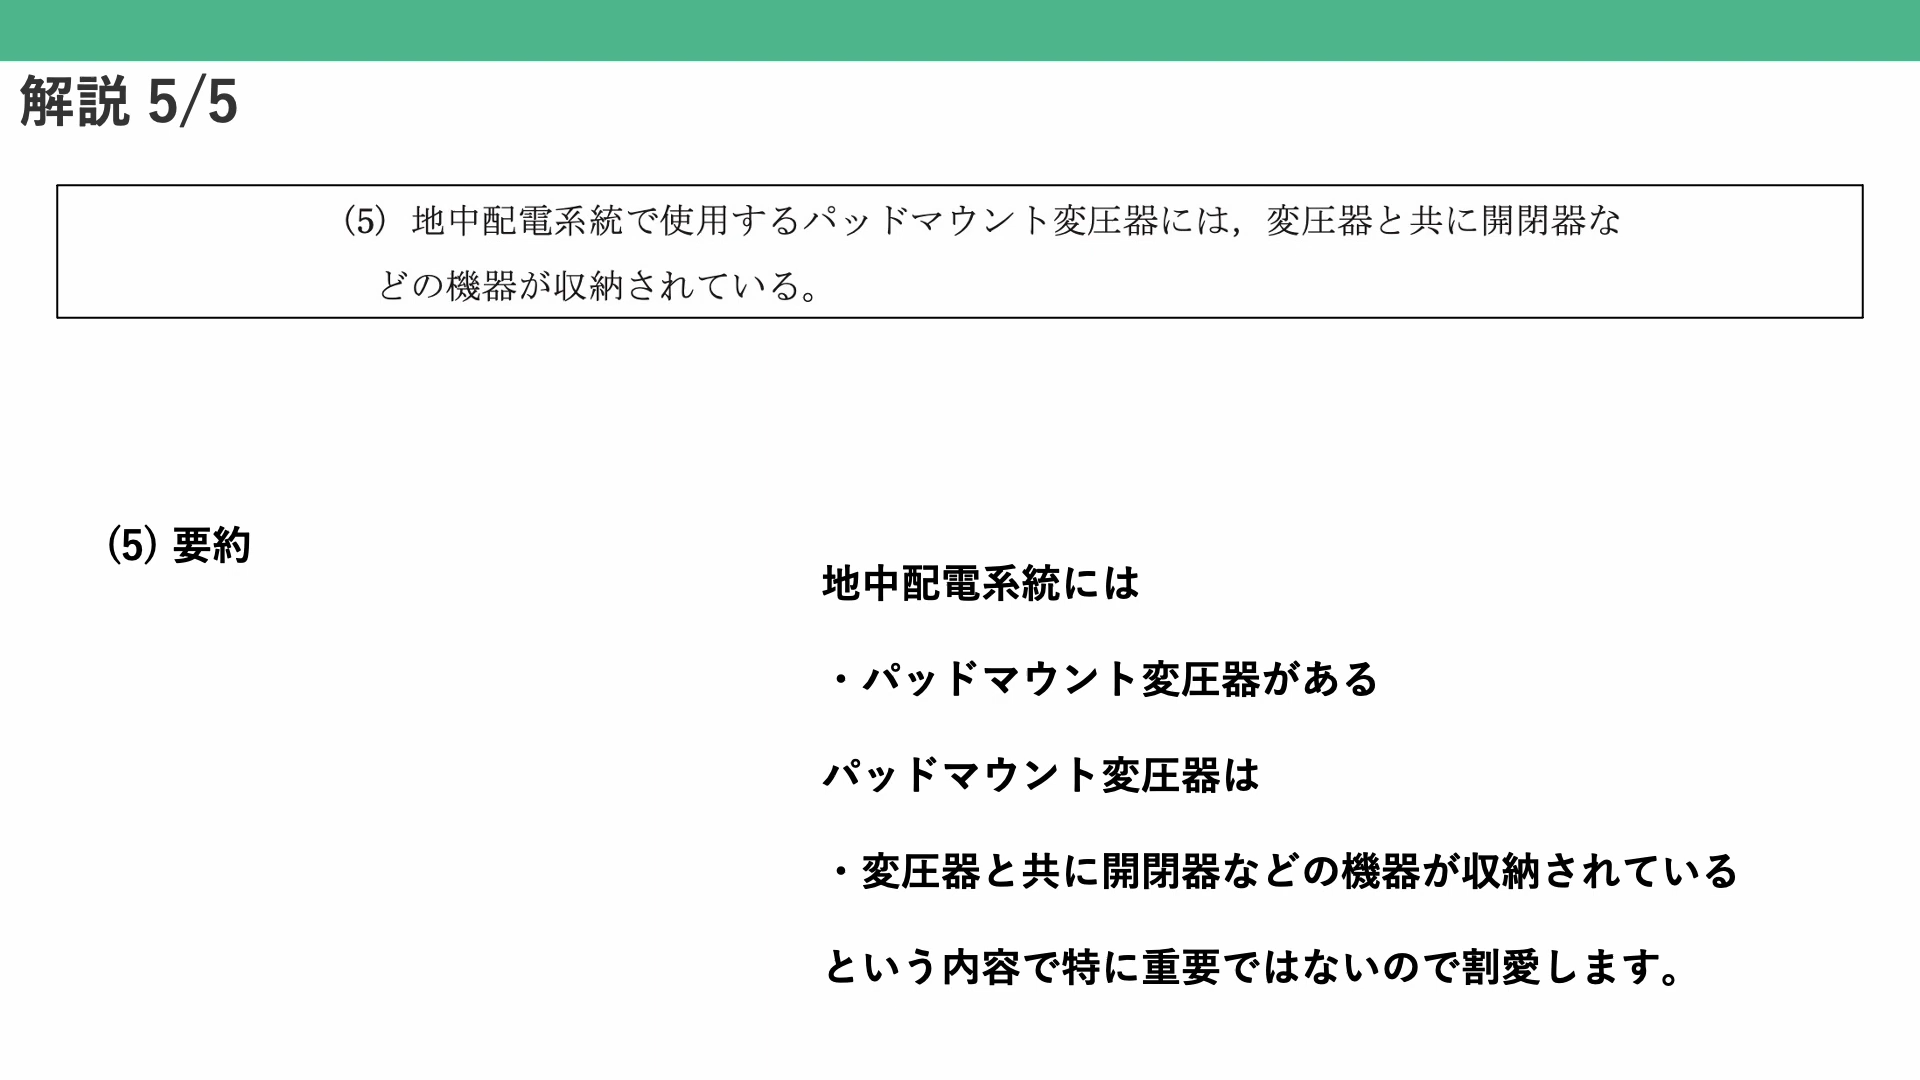 解説 5/5
(5) 地中配電系統で使用するパッドマウント変圧器には，変圧器と共に開閉器な
どの機器が収納されている。
(5) 要約
地中配電系統には
・パッドマウント変圧器がある
パッドマウント変圧器は
・変圧器と共に開閉器などの機器が収納されている
という内容で特に重要ではないので割愛します。